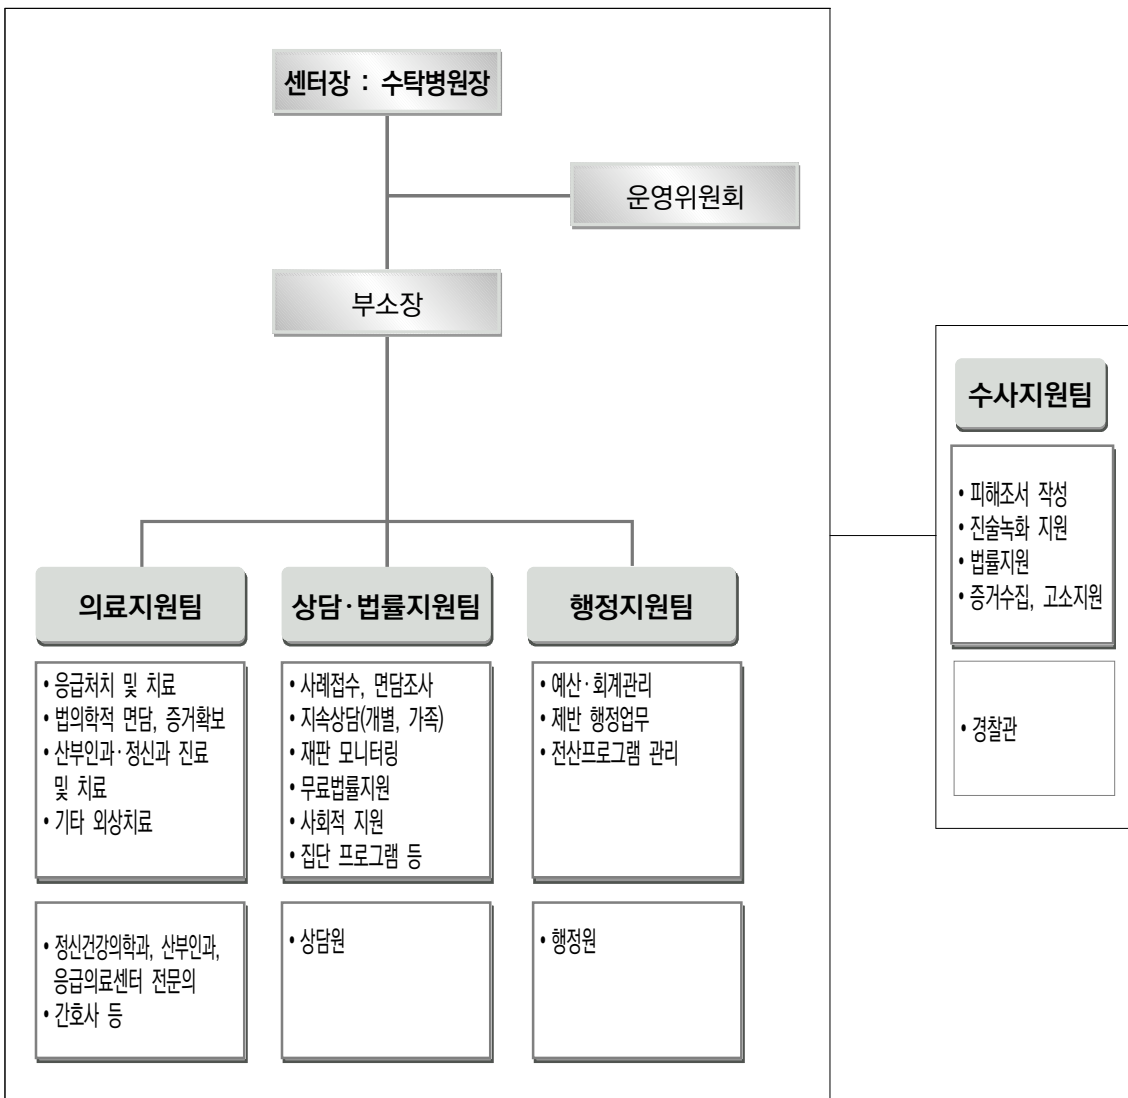 센터장 : 수탁병원장
운영위원회
부소장
의료지원팀
• 응급처치 및 치료
• 법의학적 면담, 증거확보
• 산부인과·정신과 진료
및 치료
• 기타 외상치료
• 정신건강의학과, 산부인과,
응급의료센터 전문의
• 간호사 등
상담·법률지원팀
• 사례접수, 면담조사
• 지속상담(개별, 가족)
• 재판 모니터링
• 무료법률지원
• 사회적 지원
• 집단 프로그램 등
• 상담원
행정지원팀
• 예산·회계관리
• 제반 행정업무
• 전산프로그램 관리
• 행정원
수사지원팀
• 피해조서 작성
• 진술녹화 지원
• 법률지원
• 증거수집, 고소지원
• 경찰관